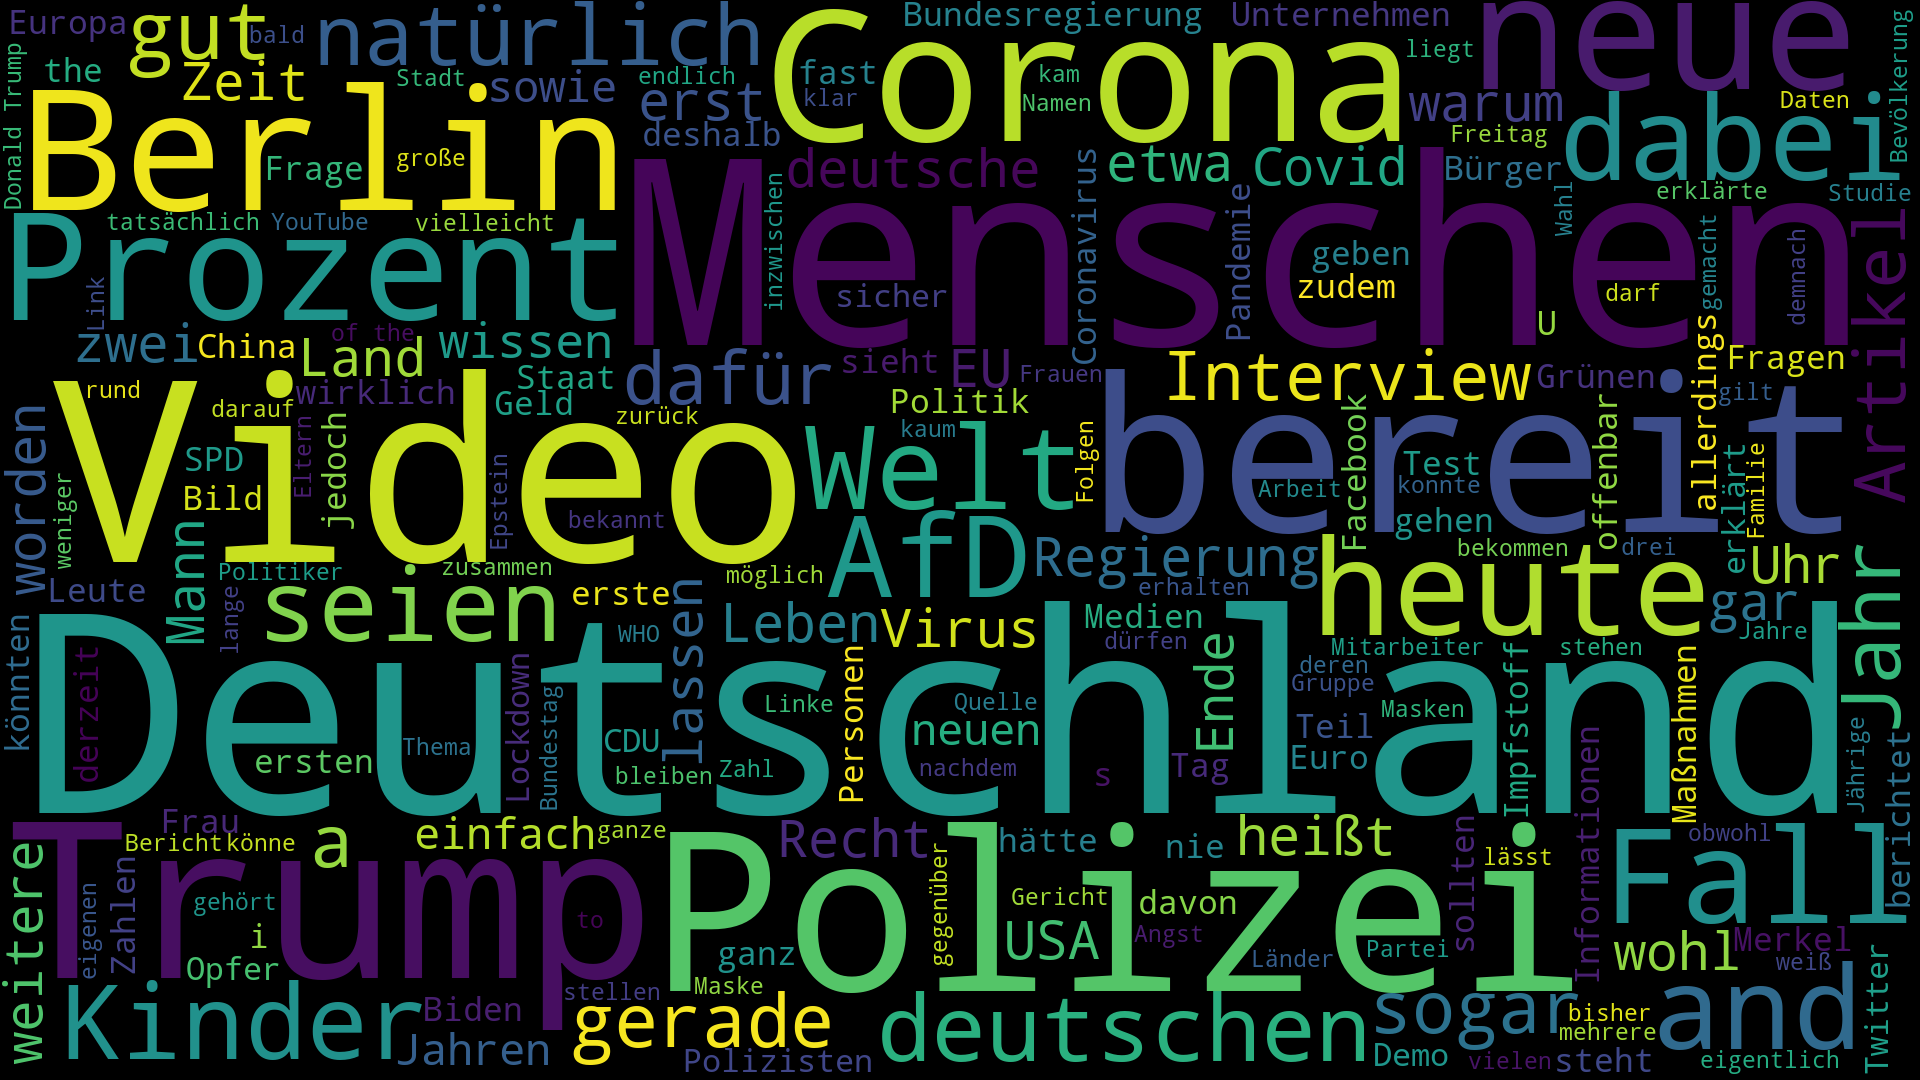 Europa
gut
bald
natürlich
Corona
Bundesregierung
Unternehmen
neue
the
Zeit
Stadt
sowie
endlich
erst
fast
klar
kam
Namen
liegt
warum
Daten
Bevölkerung
Donald Trump
Berlin
Frage
große
deshalb
deutsche
etwa
Covid
Freitag
Bürger
dabei
erklärte
Studie
Prozent
tatsächlich
YouTube
vielleicht
Menschen
inzwischen
sicher
Coronavirus
Pandemie
geben
zudem
Wahl
darf
gemacht
demnach
Artikel
Link
zwei
China
of the
Land
wissen
wirklich
Staat
Geld
dafür
sieht
EU
Frauen
Interview
U
Grünen
allerdings
Fragen
gilt
rund
darauf
zurück
Politik
kaum
Video
Welt
Folgen
bereit
Facebook
Test
konnte
Arbeit
gehen
offenbar
erklärt
Familie
worden
weniger
SPD
Bild
Eltern
jedoch
Epstein
bekannt
AfD
Regierung
erhalten
bekommen
drei
heute
Uhr
Jahr
Leute
Mann
Politiker
zusammen
möglich
lange
seien
erste
WHO
lassen
Leben
Virus
Medien
dürfen
Ende
Mitarbeiter
stehen
gar
Jahre
könnten
derzeit
Deutschland
ersten
Thema
Lockdown
Bundestag
CDU
bleiben
Zahl
Linke
Personen
Quelle
neuen
nachdem
s
Tag
deren
Gruppe
Teil
Euro
Masken
Impfstoff
Informationen
Maßnahmen
Jährige
berichtet
Trump
Frau
Bericht
könne
a
einfach
ganze
Polizei
Recht
hätte
nie
heißt
sollten
lässt
obwohl
Fall
weitere
eigenen
Zahlen
gehört
i
Opfer
to
ganz
Maske
gegenüber
Gericht
USA
davon
Angst
Länder
Partei
wohl
Merkel
weiß
Twitter
Kinder
Biden
Jahren
stellen
gerade
Polizisten
deutschen
sogar
Demo
vielen
bisher
mehrere
steht
and
eigentlich